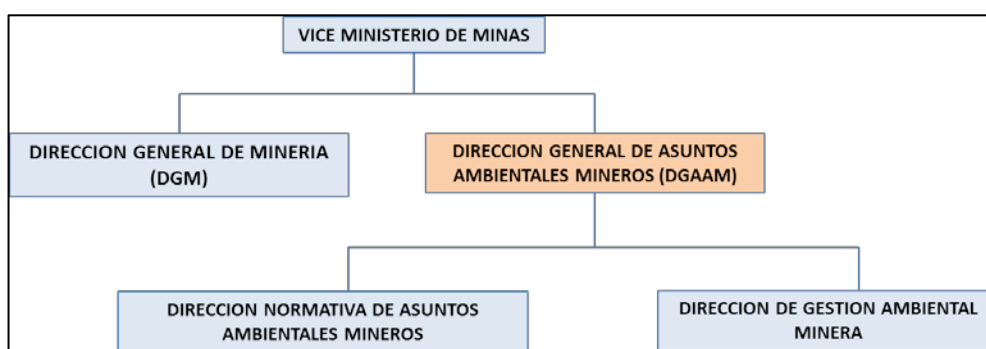 VICE MINISTERIO DE MINAS
DIRECCION GENERAL DE MINERIA
(DGM)
DIRECCION GENERAL DE ASUNTOS
AMBIENTALES MINEROS (DGAAM)
DIRECCION NORMATIVA DE ASUNTOS
AMBIENTALES MINEROS
DIRECCION DE GESTION AMBIENTAL
MINERA